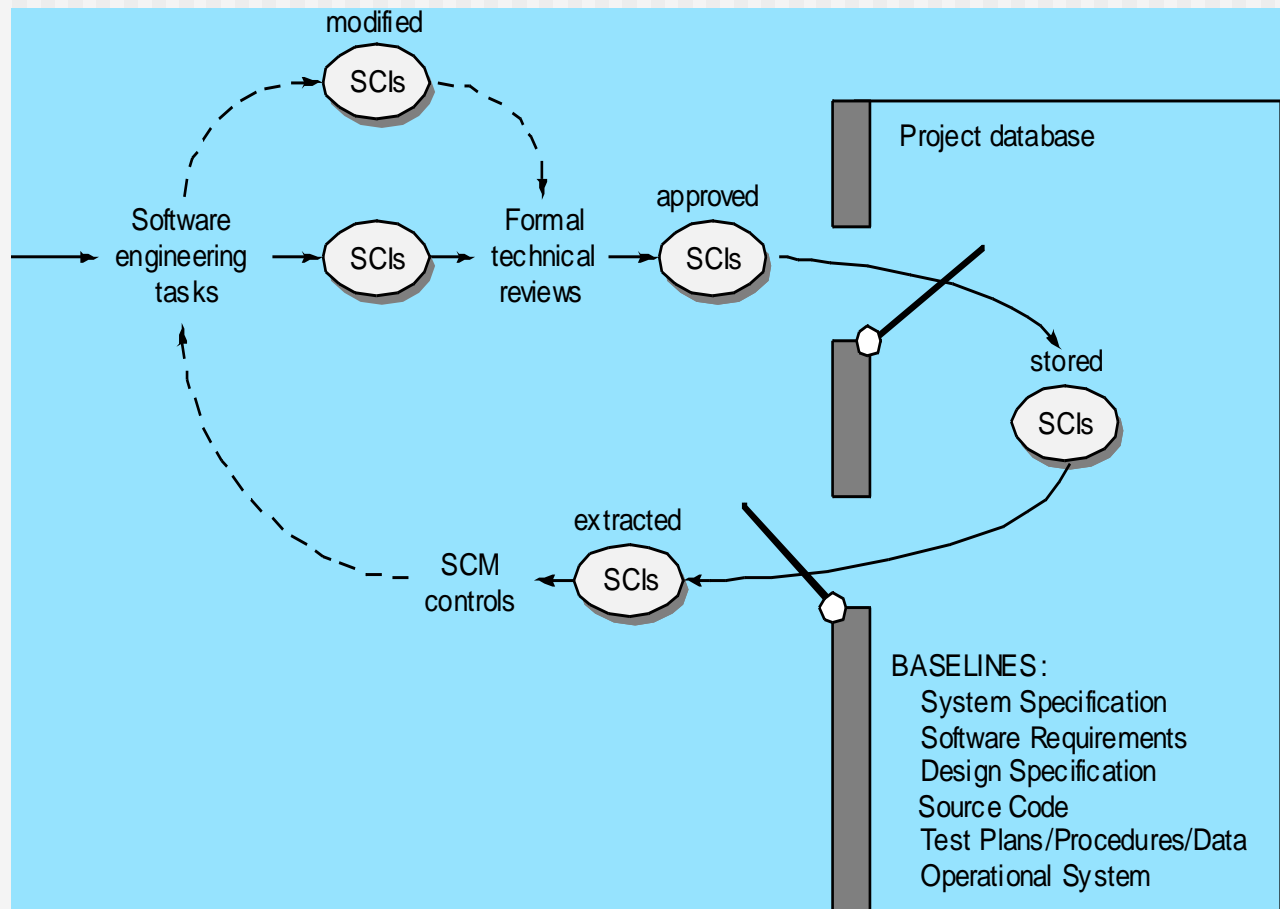 modified
SCIs
Project database
approved
Software
engineering
tasks
SCIs
Formal
technical
reviews
SCIs
stored
SCIs
extracted
SCIs
SCM
controls
BASELINES:
System Specification
Software Requirements
Design Specification
Source Code
Test Plans/Procedures/Data
Operational System